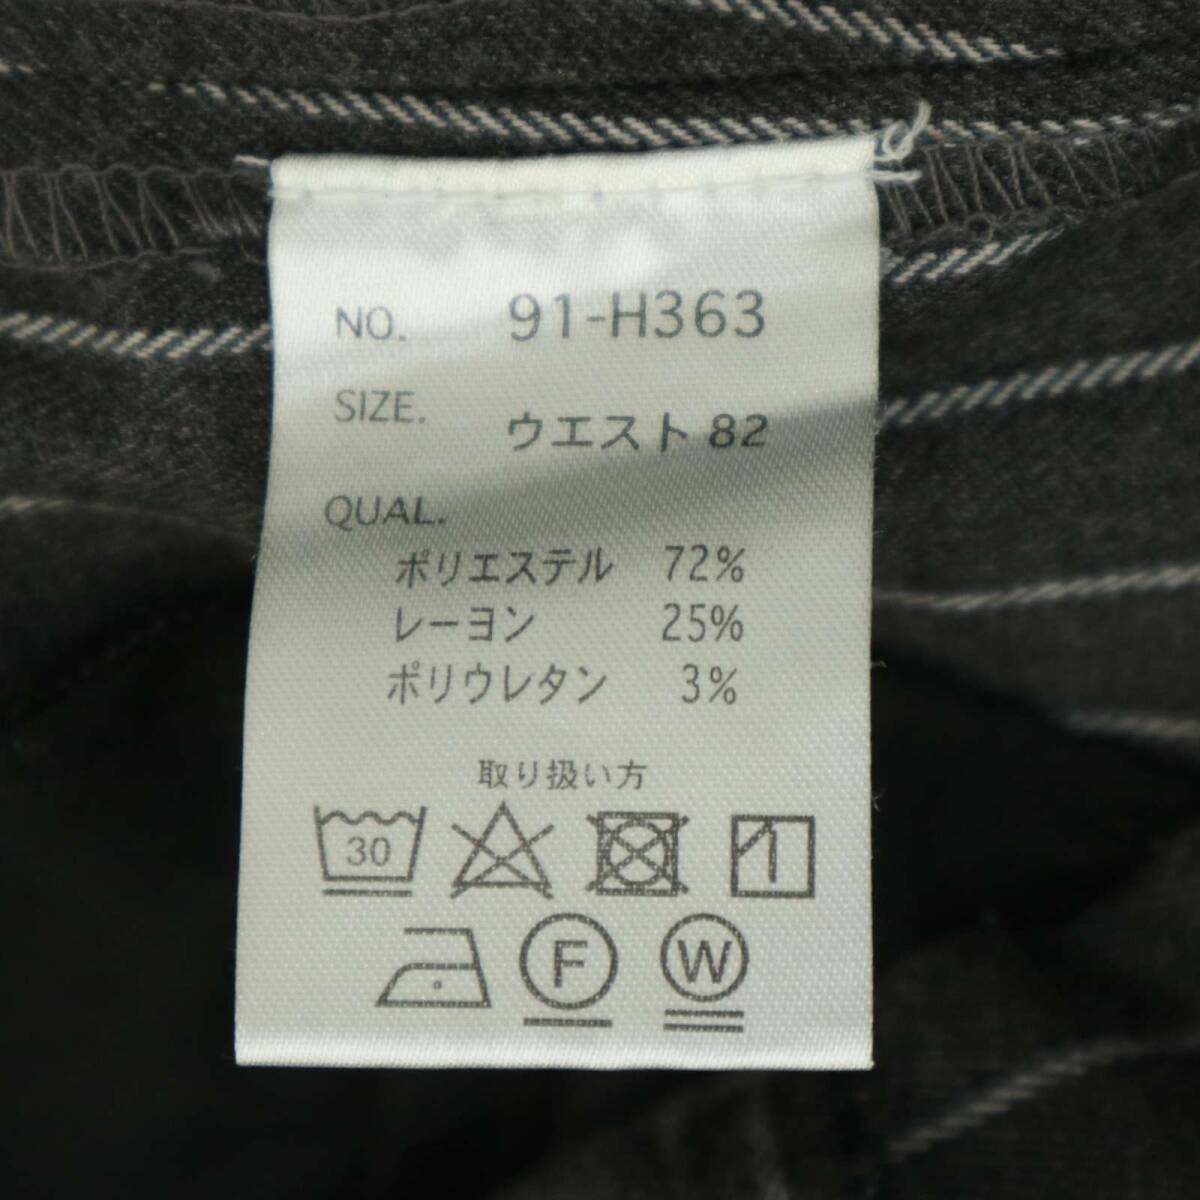 NO. 91-H363
SIZE. ウエスト 82
QUAL.
ポリエステル 72%
レーヨン 25%
ポリウレタン 3%
取り扱い方
30
F W